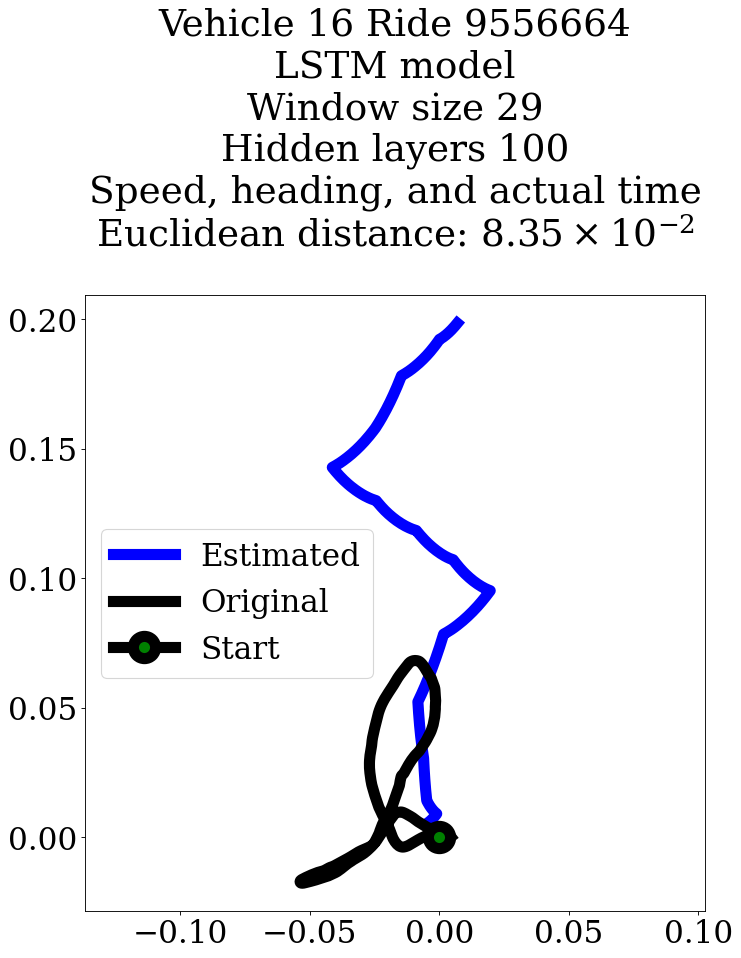 Vehicle 16 Ride 9556664
LSTM model
Window size 29
Hidden layers 100
Speed, heading, and actual time
Euclidean distance: 8.35 × 10⁻²
0.20
0.15
0.10
0.05
0.00
Estimated
Original
Start
−0.10 −0.05 0.00 0.05 0.10